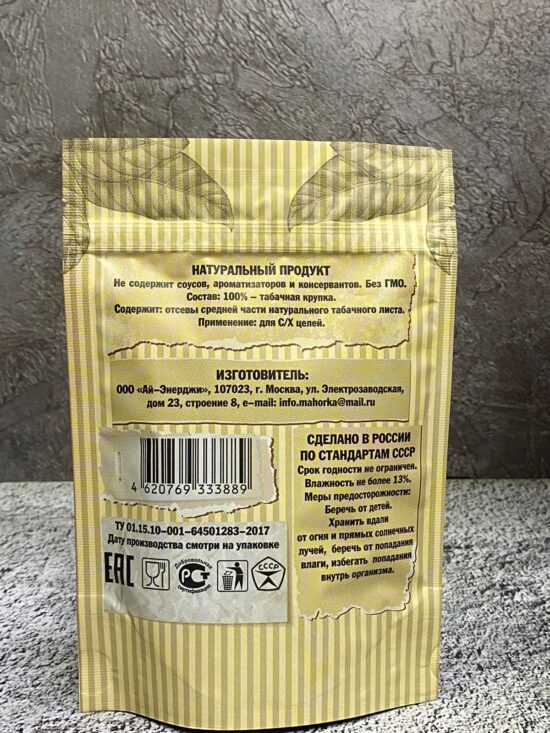 НАТУРАЛЬНЫЙ ПРОДУКТ
Не содержит соусов, ароматизаторов и консервантов. Без ГМО.
Состав: 100% – табачная крупка.
Содержит: отсевы средней части натурального табачного листа.
Применение: для С/Х целей.
ИЗГОТОВИТЕЛЬ:
ООО «Ай-Энерджи», 107023, г. Москва, ул. Электрозаводская,
дом 23, строение 8, e-mail: info.mahorka@mail.ru
4 620769 333889
ТУ 01.15.10-001-64501283-2017
Дату производства смотри на упаковке
EAC
Добровольная
РСТ
сертификация
СССР
СДЕЛАНО В РОССИИ
ПО СТАНДАРТАМ СССР
Срок годности не ограничен.
Влажность не более 13%.
Меры предосторожности:
Беречь от детей.
Хранить вдали
от огня и прямых солнечных
лучей, беречь от попадания
влаги, избегать попадания
внутрь организма.